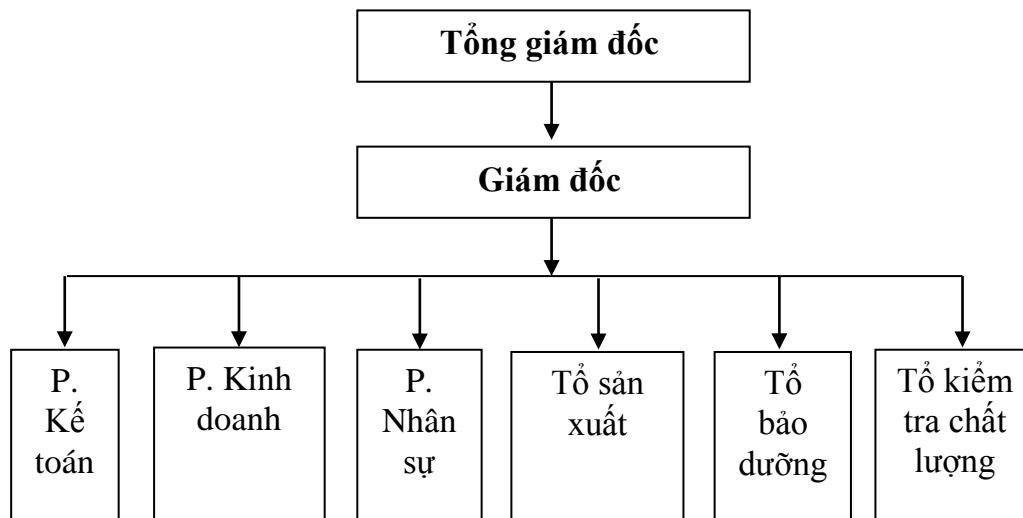 Tổng giám đốc
Giám đốc
P.
Kế
toán
P. Kinh
doanh
P.
Nhân
sự
Tổ sản
xuất
Tổ
bảo
dưỡng
Tổ kiểm
tra chất
lượng